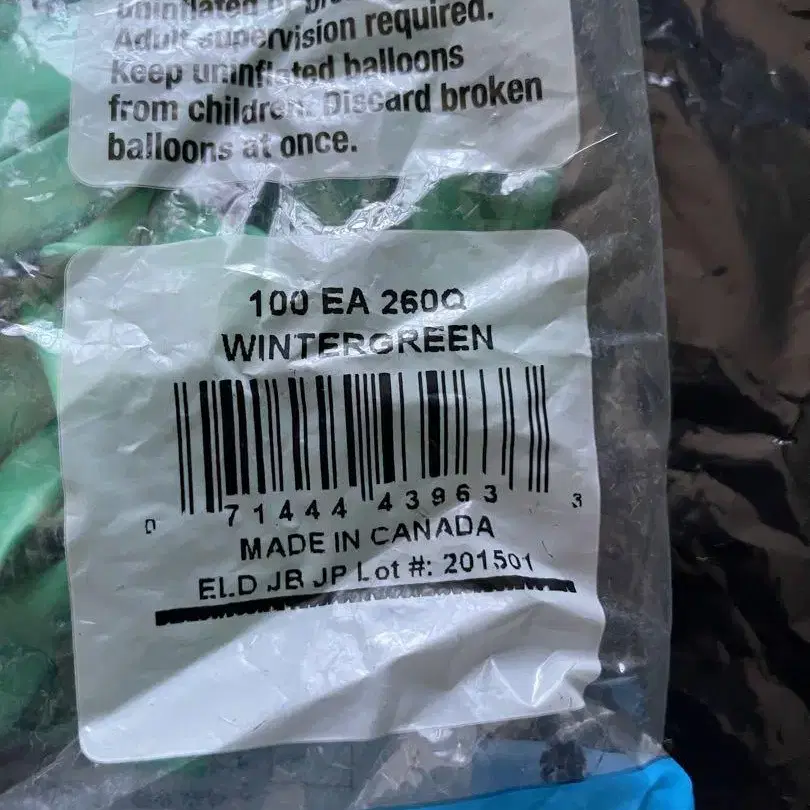 Adult supervision required.
Keep uninflated balloons
from children. Discard broken
balloons at once.
100 EA 260Q
WINTERGREEN
0 71444 43963 3
MADE IN CANADA
ELD JB JP Lot #: 201501